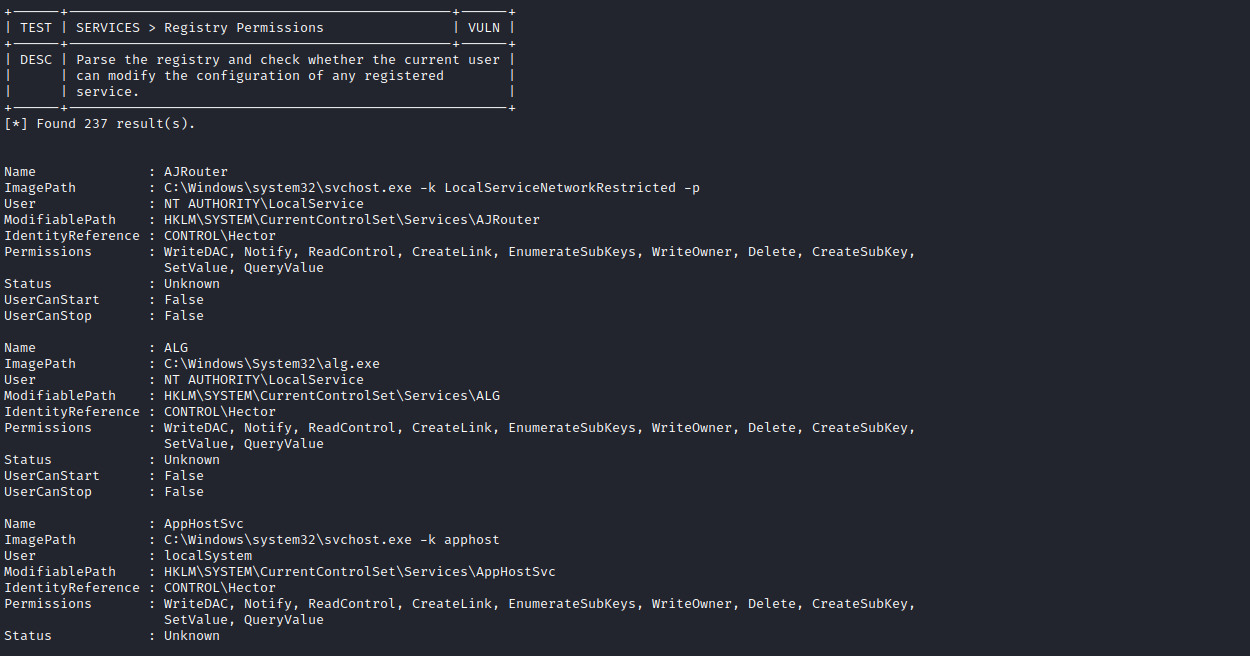 +------+------------------------------------------------+------+
| TEST | SERVICES > Registry Permissions                | VULN |
+------+------------------------------------------------+------+
| DESC | Parse the registry and check whether the current user |
|      | can modify the configuration of any registered        |
|      | service.                                              |
+------+-------------------------------------------------------+
[*] Found 237 result(s).
Name              : AJRouter
ImagePath         : C:\Windows\system32\svchost.exe -k LocalServiceNetworkRestricted -p
User              : NT AUTHORITY\LocalService
ModifiablePath    : HKLM\SYSTEM\CurrentControlSet\Services\AJRouter
IdentityReference : CONTROL\Hector
Permissions       : WriteDAC, Notify, ReadControl, CreateLink, EnumerateSubKeys, WriteOwner, Delete, CreateSubKey,
                    SetValue, QueryValue
Status            : Unknown
UserCanStart      : False
UserCanStop       : False
Name              : ALG
ImagePath         : C:\Windows\System32\alg.exe
User              : NT AUTHORITY\LocalService
ModifiablePath    : HKLM\SYSTEM\CurrentControlSet\Services\ALG
IdentityReference : CONTROL\Hector
Permissions       : WriteDAC, Notify, ReadControl, CreateLink, EnumerateSubKeys, WriteOwner, Delete, CreateSubKey,
                    SetValue, QueryValue
Status            : Unknown
UserCanStart      : False
UserCanStop       : False
Name              : AppHostSvc
ImagePath         : C:\Windows\system32\svchost.exe -k apphost
User              : localSystem
ModifiablePath    : HKLM\SYSTEM\CurrentControlSet\Services\AppHostSvc
IdentityReference : CONTROL\Hector
Permissions       : WriteDAC, Notify, ReadControl, CreateLink, EnumerateSubKeys, WriteOwner, Delete, CreateSubKey,
                    SetValue, QueryValue
Status            : Unknown